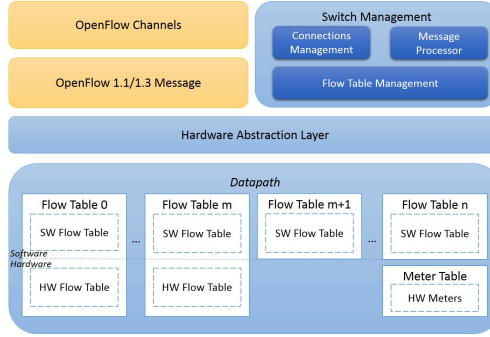 OpenFlow Channels
Switch Management
Connections
Management
Message
Processor
OpenFlow 1.1/1.3 Message
Flow Table Management
Hardware Abstraction Layer
Datapath
Flow Table 0
Flow Table m
Flow Table m+1
Flow Table n
SW Flow Table
...
SW Flow Table
SW Flow Table
...
SW Flow Table
Software
Hardware
HW Flow Table
HW Flow Table
Meter Table
HW Meters